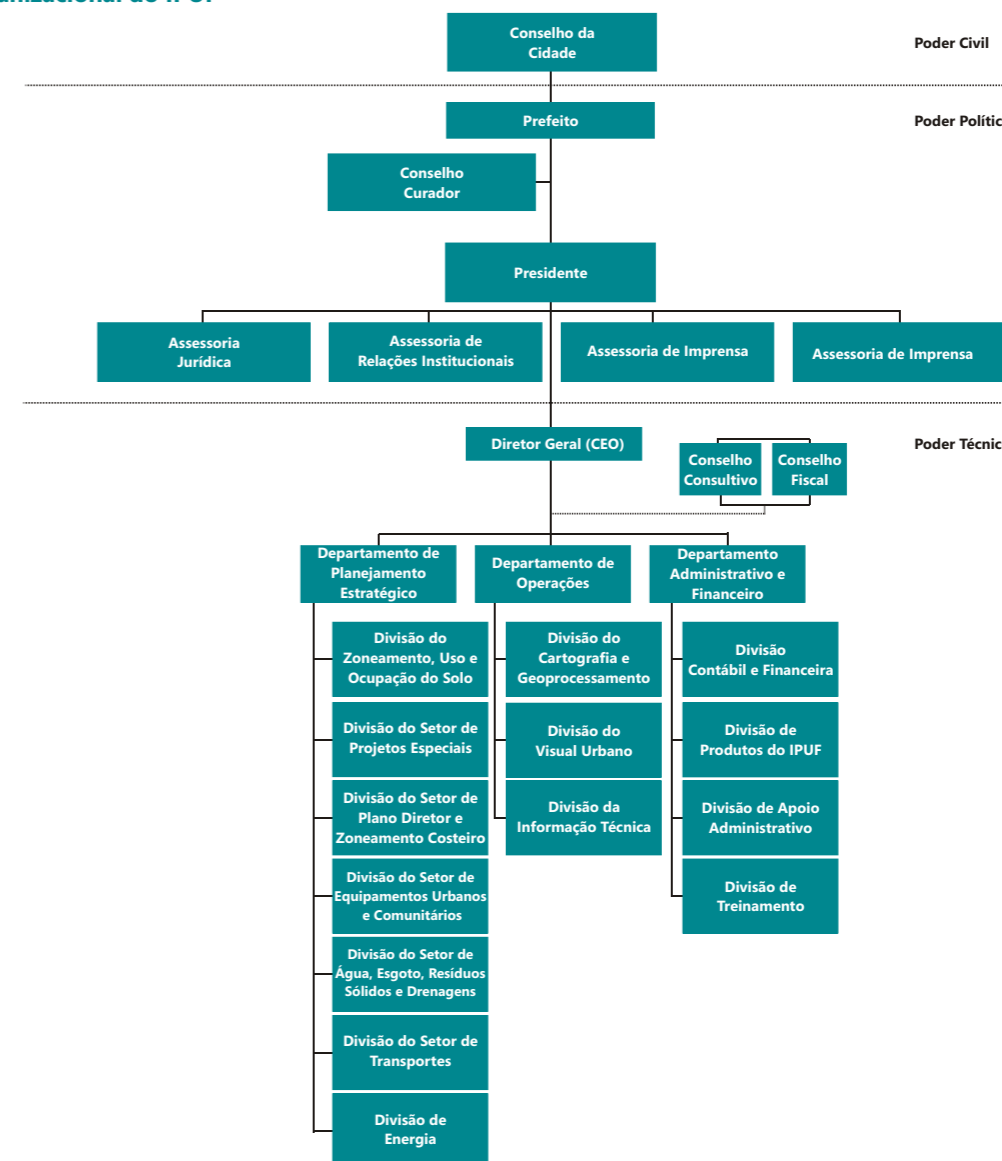 Conselho da
Cidade
Poder Civil
Prefeito
Poder Polític
Conselho
Curador
Presidente
Assessoria
Jurídica
Assessoria de
Relações Institucionais
Assessoria de Imprensa
Assessoria de Imprensa
Diretor Geral (CEO)
Poder Técnic
Conselho
Consultivo
Conselho
Fiscal
Departamento de
Planejamento
Estratégico
Departamento de
Operações
Departamento
Administrativo e
Financeiro
Divisão do
Zoneamento, Uso e
Ocupação do Solo
Divisão do
Cartografia e
Geoprocessamento
Divisão
Contábil e Financeira
Divisão do Setor de
Projetos Especiais
Divisão do
Visual Urbano
Divisão de
Produtos do IPUF
Divisão do Setor de
Plano Diretor e
Zoneamento Costeiro
Divisão da
Informação Técnica
Divisão de Apoio
Administrativo
Divisão do Setor de
Equipamentos Urbanos
e Comunitários
Divisão de
Treinamento
Divisão do Setor de
Água, Esgoto, Resíduos
Sólidos e Drenagens
Divisão do Setor de
Transportes
Divisão de
Energia